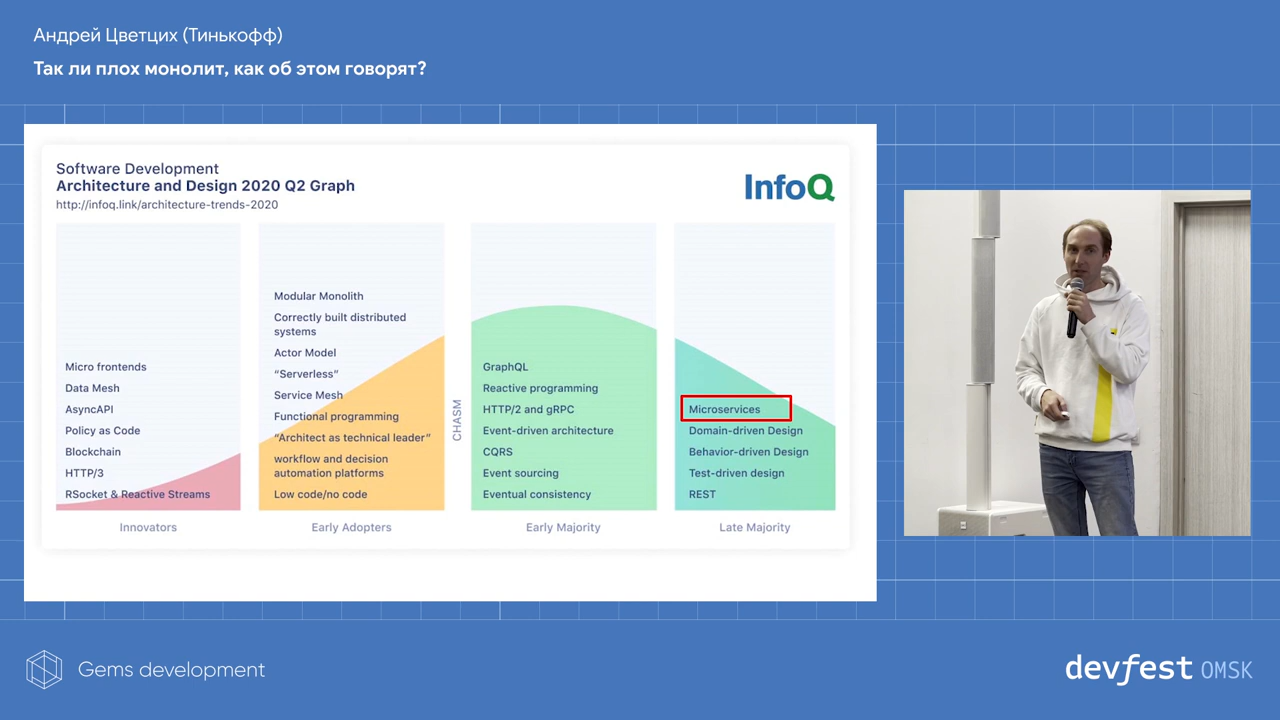 Андрей Цветцих (Тинькофф)
Так ли плох монолит, как об этом говорят?
Software Development
Architecture and Design 2020 Q2 Graph
http://infoq.link/architecture-trends-2020
InfoQ
Micro frontends
Data Mesh
AsyncAPI
Policy as Code
Blockchain
HTTP/3
RSocket & Reactive Streams
Innovators
Modular Monolith
Correctly built distributed
systems
Actor Model
“Serverless”
Service Mesh
Functional programming
“Architect as technical leader”
workflow and decision
automation platforms
Low code/no code
Early Adopters
CHASM
GraphQL
Reactive programming
HTTP/2 and gRPC
Event-driven architecture
CQRS
Event sourcing
Eventual consistency
Early Majority
Microservices
Domain-driven Design
Behavior-driven Design
Test-driven design
REST
Late Majority
Gems development
devfest OMSK